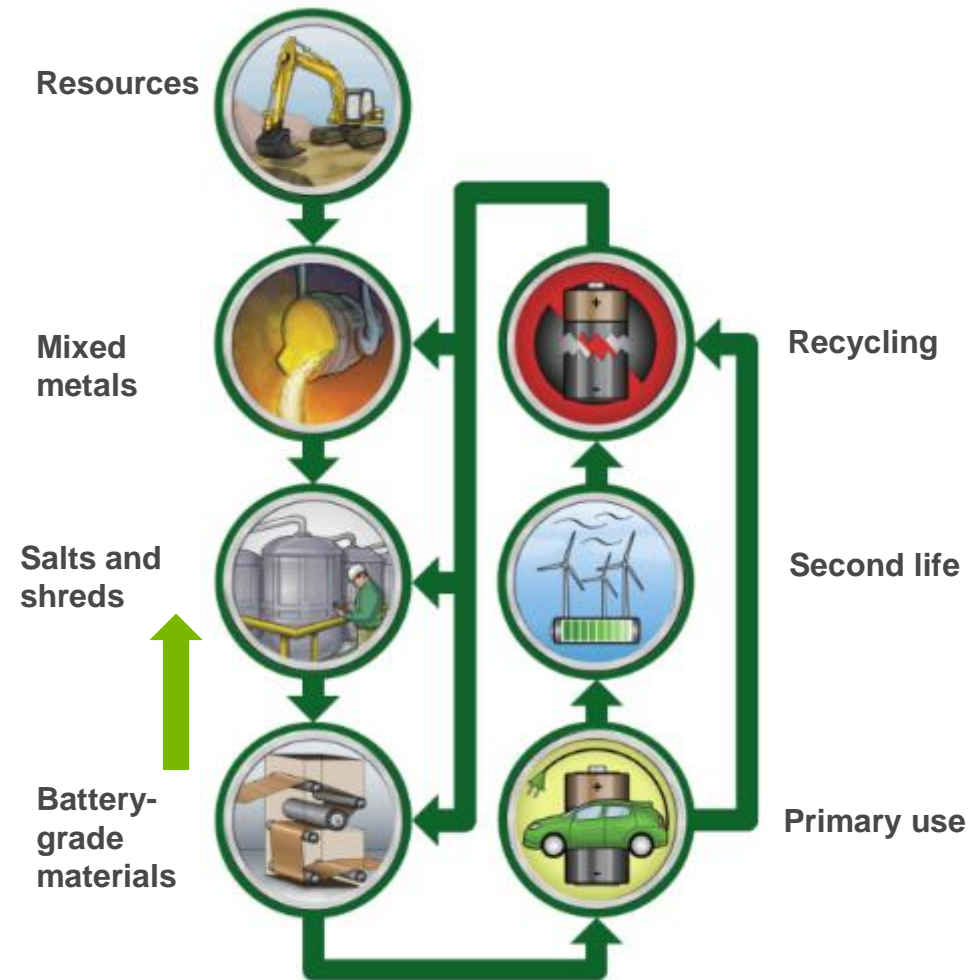 Resources
Mixed
metals
Recycling
Salts and
shreds
Second life
Battery-
grade
materials
Primary use